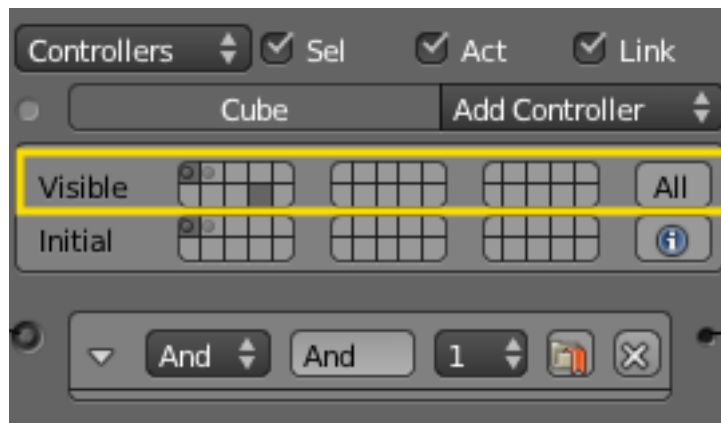 Controllers Sel Act Link
Cube Add Controller
Visible All
Initial
And And 1